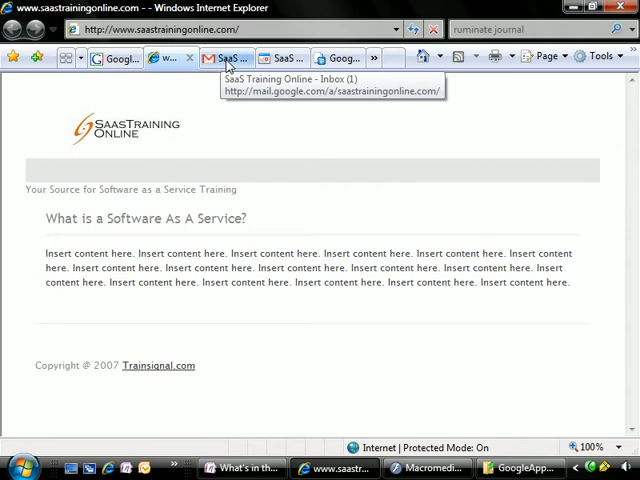 www.saastrainingonline.com - - Windows Internet Explorer
http://www.saastrainingonline.com/
ruminate journal
Googl...
w...
SaaS ...
SaaS ...
Goog...
»
Page
Tools
SaaS Training Online - Inbox (1)
http://mail.google.com/a/saastrainingonline.com/
SAASTRAINING
ONLINE
Your Source for Software as a Service Training
What is a Software As A Service?
Insert content here. Insert content here. Insert content here. Insert content here. Insert content here. Insert content
here. Insert content here. Insert content here. Insert content here. Insert content here. Insert content here. Insert
content here. Insert content here. Insert content here. Insert content here. Insert content here. Insert content here.
Copyright @ 2007 Trainsignal.com
Internet | Protected Mode: On
100%
»
What's in th...
www.saastr...
Macromed...
GoogleApp...